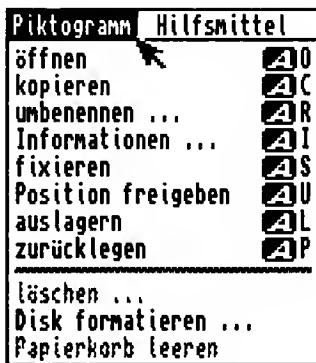 Piktogramm Hilfsmittel
öffnen A O
kopieren A C
umbenennen ... A R
Informationen ... A I
fixieren A S
Position freigeben A U
auslagern A L
zurücklegen A P
löschen ...
Disk formatieren ...
Papierkorb leeren